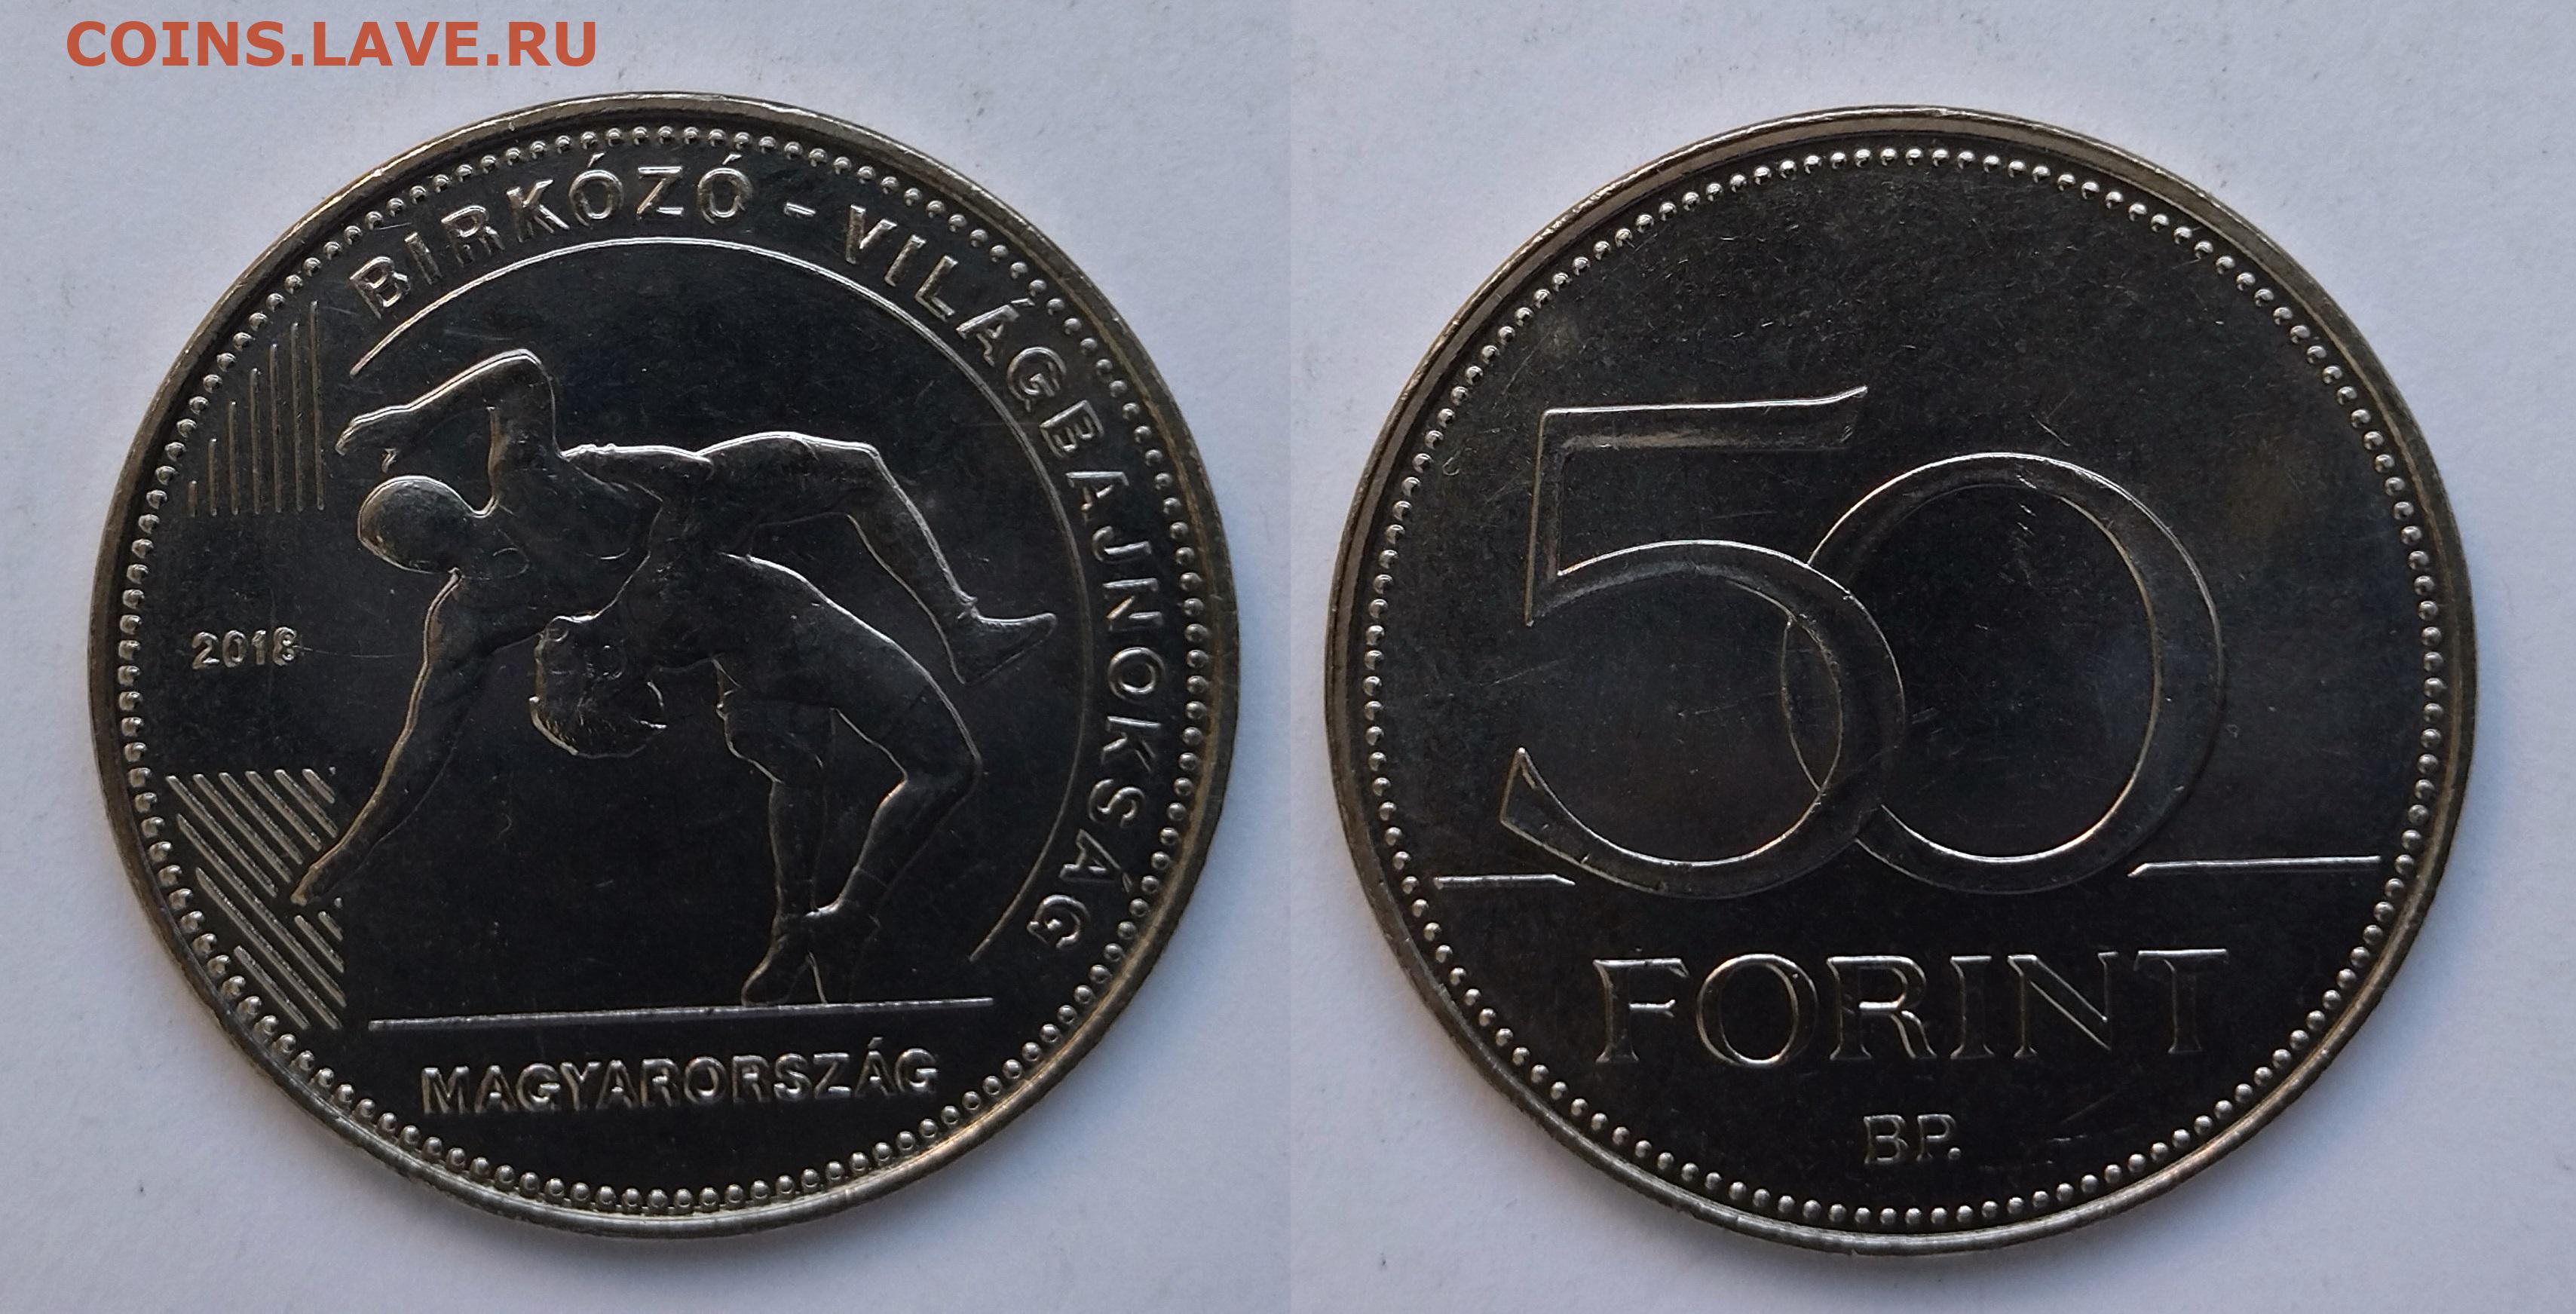 COINS.LAVE.RU
BIRKÓZÓ - VILÁGBAJNOKSÁG
2018
MAGYARORSZÁG
50
FORINT
BP.